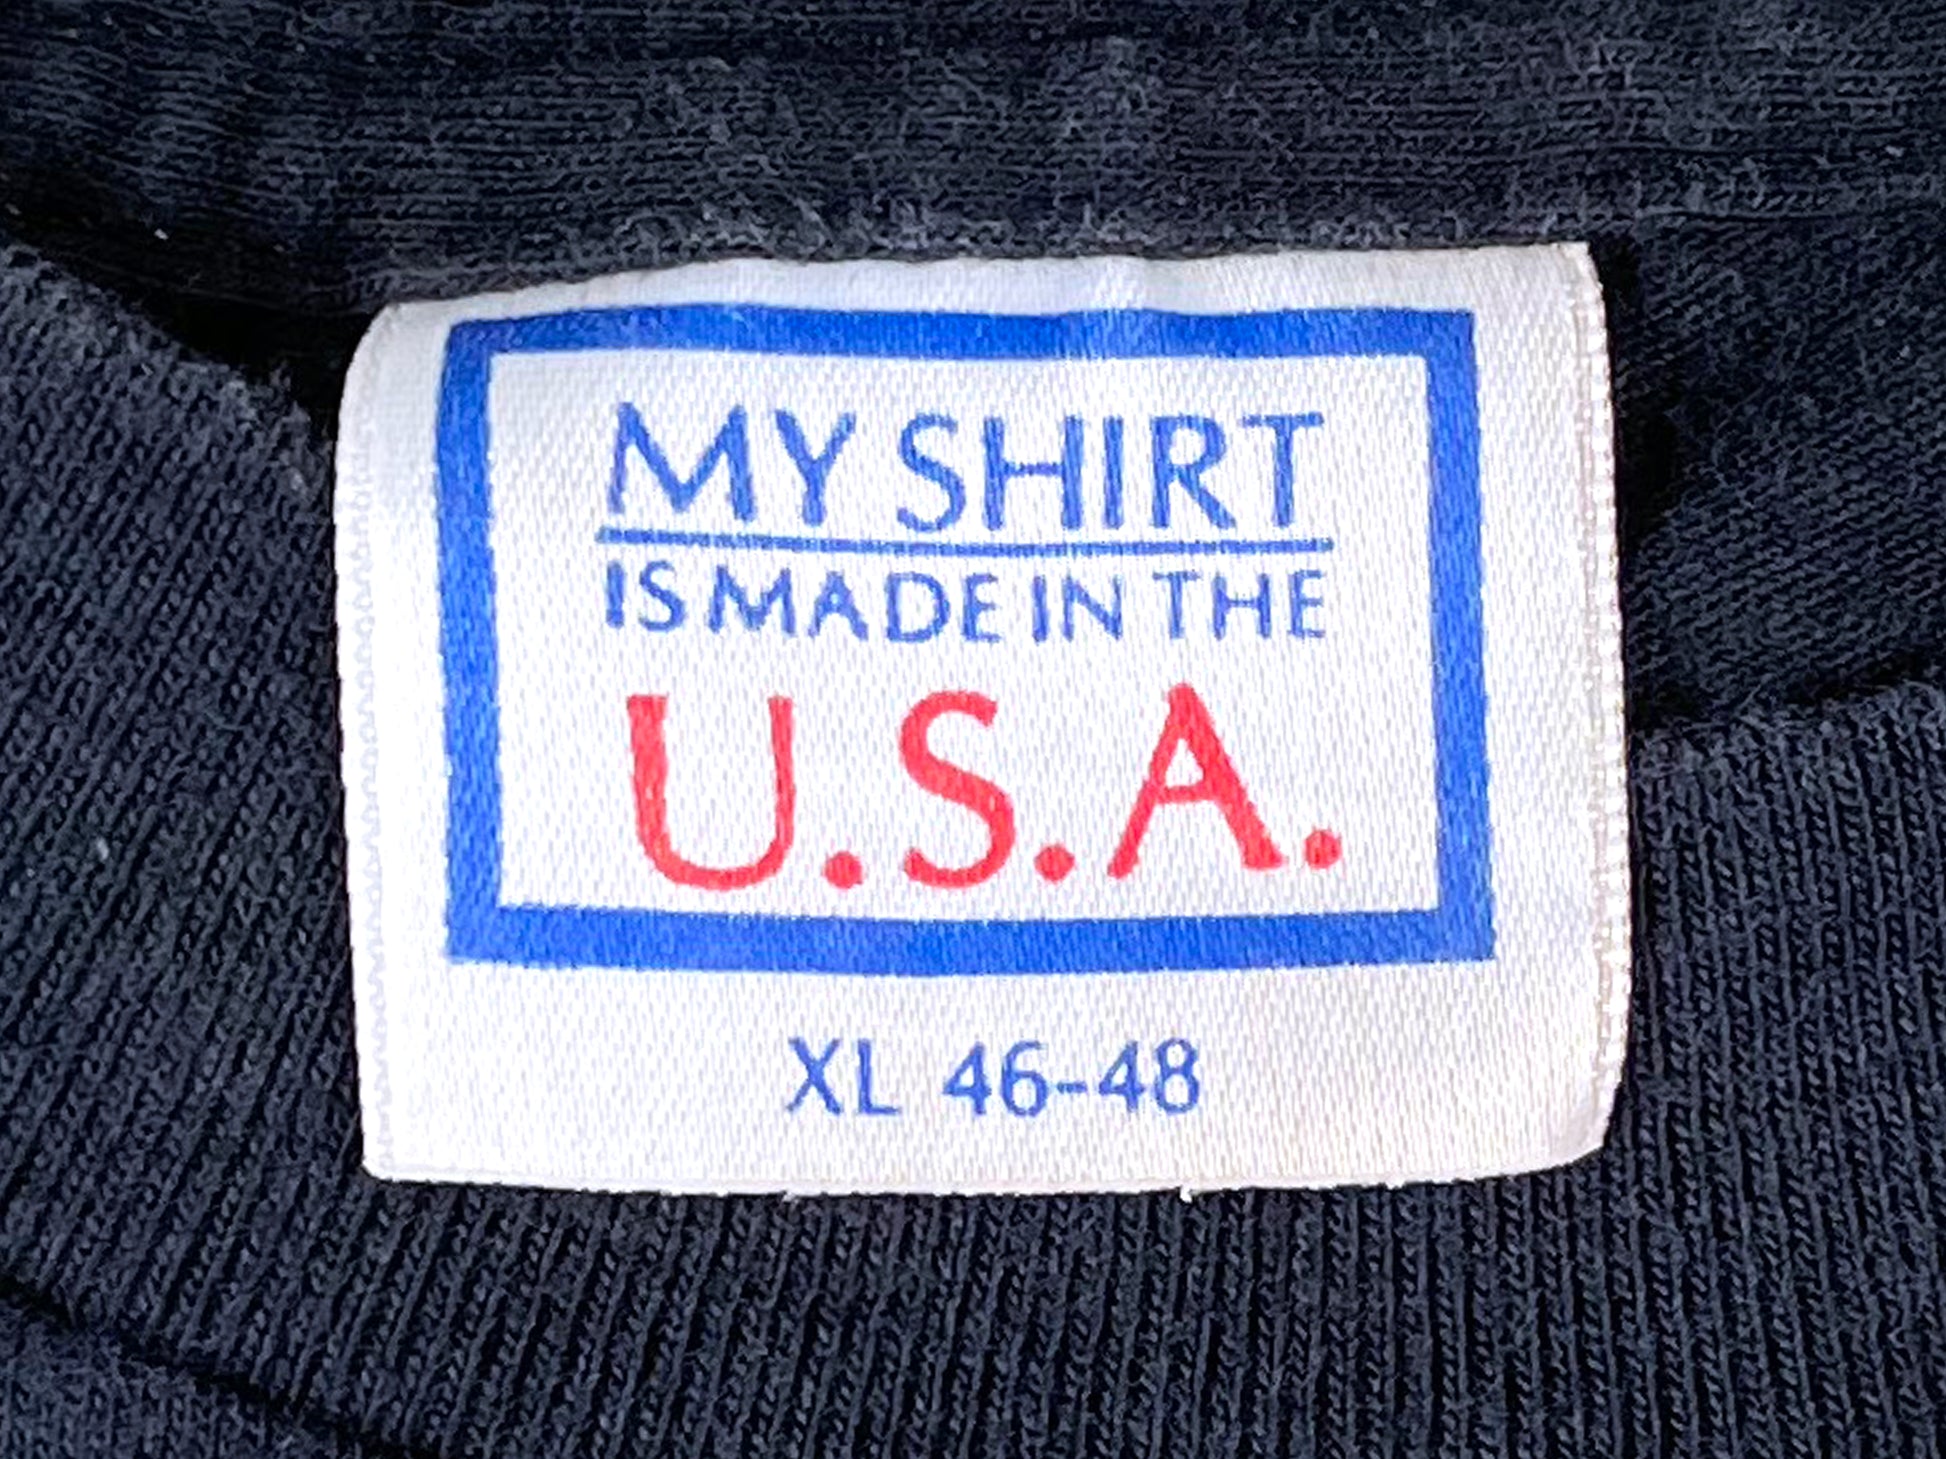 MY SHIRT
IS MADE IN THE
U.S.A.
XL 46-48